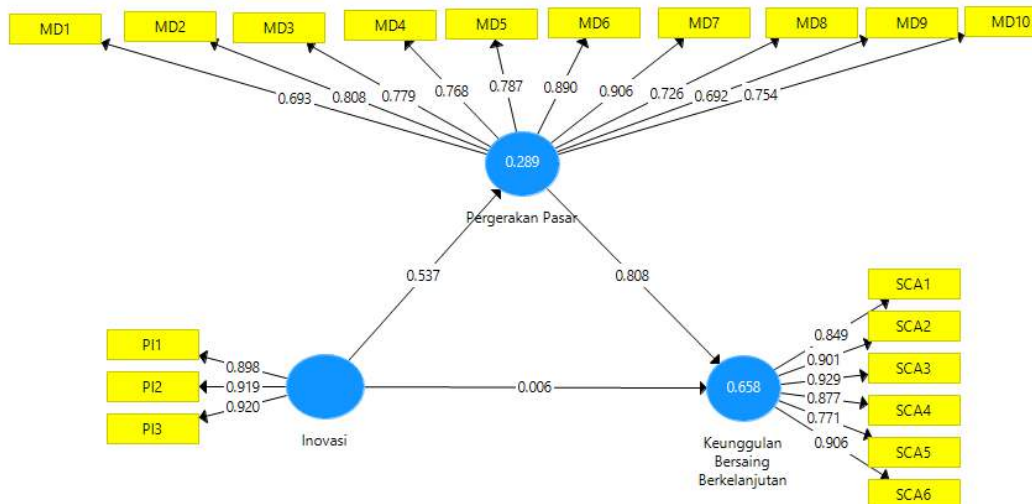 MD1
MD2
MD3
MD4
MD5
MD6
MD7
MD8
MD9
MD10
0.693
0.808
0.779
0.768
0.787
0.890
0.906
0.726
0.692
0.754
0.289
Pergerakan Pasar
0.537
0.808
PI1
PI2
PI3
0.898
0.919
0.920
Inovasi
0.006
0.658
Keunggulan
Bersaing
Berkelanjutan
0.849
0.901
0.929
0.877
0.771
0.906
SCA1
SCA2
SCA3
SCA4
SCA5
SCA6